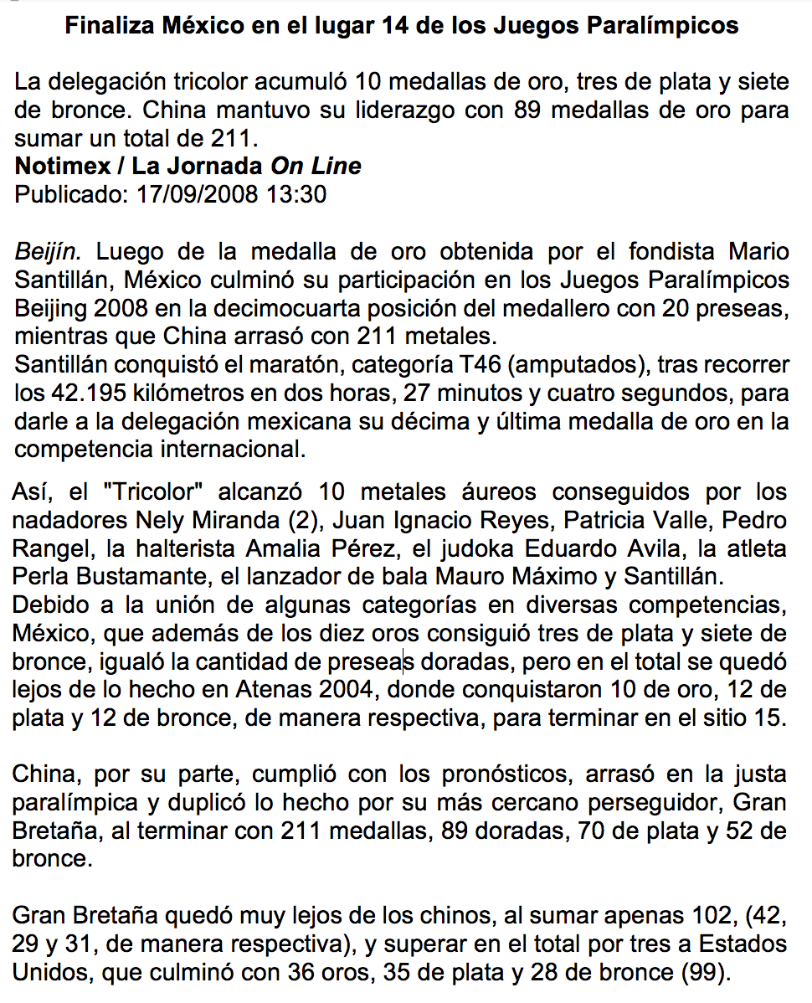 Finaliza México en el lugar 14 de los Juegos Paralímpicos
La delegación tricolor acumuló 10 medallas de oro, tres de plata y siete
de bronce. China mantuvo su liderazgo con 89 medallas de oro para
sumar un total de 211.
Notimex / La Jornada On Line
Publicado: 17/09/2008 13:30
Beijín. Luego de la medalla de oro obtenida por el fondista Mario
Santillán, México culminó su participación en los Juegos Paralímpicos
Beijing 2008 en la decimocuarta posición del medallero con 20 preseas,
mientras que China arrasó con 211 metales.
Santillán conquistó el maratón, categoría T46 (amputados), tras recorrer
los 42.195 kilómetros en dos horas, 27 minutos y cuatro segundos, para
darle a la delegación mexicana su décima y última medalla de oro en la
competencia internacional.
Así, el "Tricolor" alcanzó 10 metales áureos conseguidos por los
nadadores Nely Miranda (2), Juan Ignacio Reyes, Patricia Valle, Pedro
Rangel, la halterista Amalia Pérez, el judoka Eduardo Avila, la atleta
Perla Bustamante, el lanzador de bala Mauro Máximo y Santillán.
Debido a la unión de algunas categorías en diversas competencias,
México, que además de los diez oros consiguió tres de plata y siete de
bronce, igualó la cantidad de preseas doradas, pero en el total se quedó
lejos de lo hecho en Atenas 2004, donde conquistaron 10 de oro, 12 de
plata y 12 de bronce, de manera respectiva, para terminar en el sitio 15.
China, por su parte, cumplió con los pronósticos, arrasó en la justa
paralímpica y duplicó lo hecho por su más cercano perseguidor, Gran
Bretaña, al terminar con 211 medallas, 89 doradas, 70 de plata y 52 de
bronce.
Gran Bretaña quedó muy lejos de los chinos, al sumar apenas 102, (42,
29 y 31, de manera respectiva), y superar en el total por tres a Estados
Unidos, que culminó con 36 oros, 35 de plata y 28 de bronce (99).